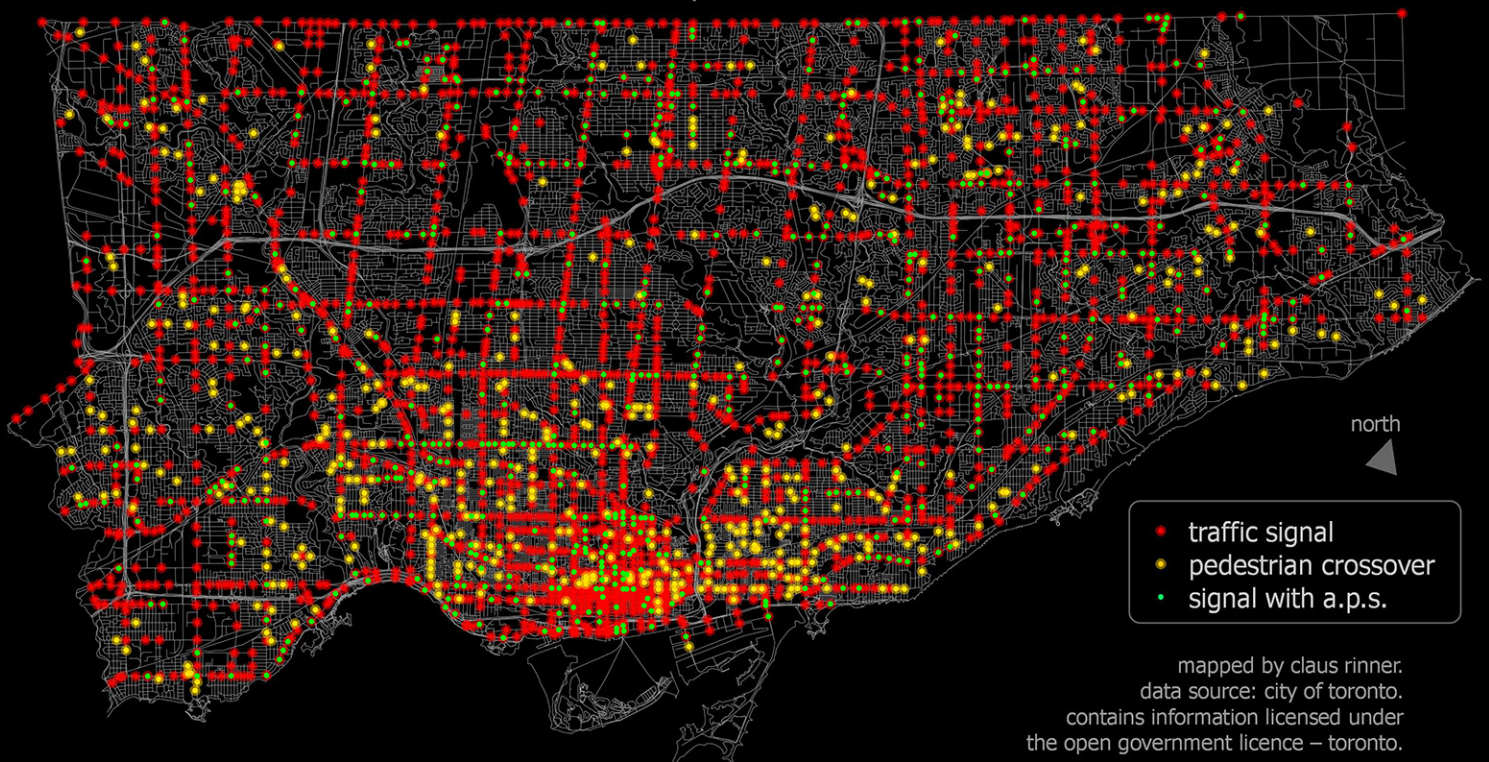 north
traffic signal
pedestrian crossover
signal with a.p.s.
mapped by claus rinner.
data source: city of toronto.
contains information licensed under
the open government licence – toronto.